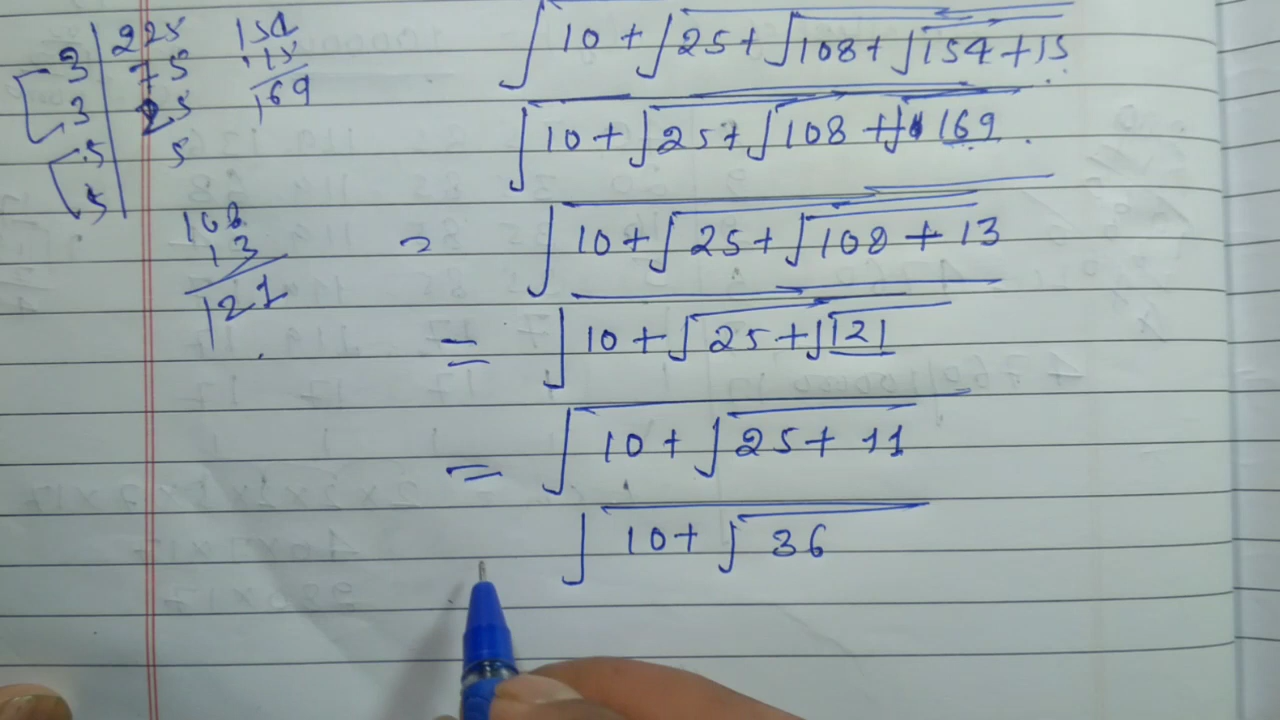 3 | 225
3 | 75
5 | 25
5 | 5
154
15
169
108
13
121
√10 + √25 + √108 + √154 + 15
√10 + √25 + √108 + √169
= √10 + √25 + √108 + 13
= √10 + √25 + √121
= √10 + √25 + 11
√10 + √36